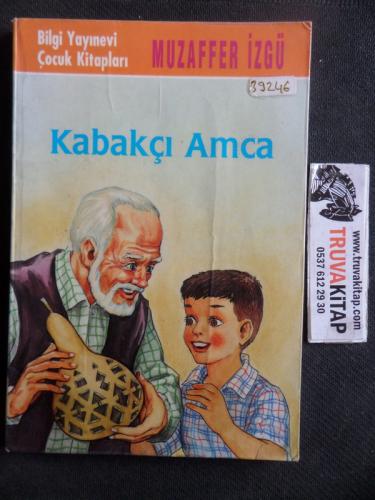 Bilgi Yayınevi
Çocuk Kitapları
MUZAFFER İZGÜ
39246
Kabakçı Amca
www.truvakitap.com
TRUVAKİTAP
0537 612 29 30